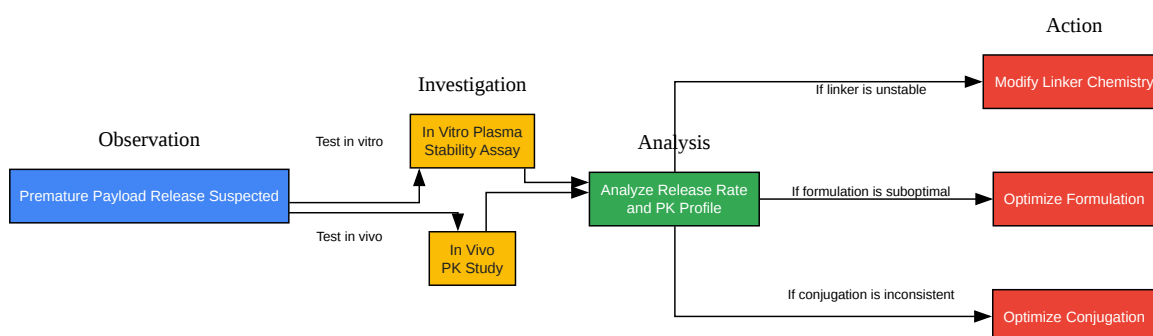 Observation
Premature Payload Release Suspected
Test in vitro
Test in vivo
Investigation
In Vitro Plasma
Stability Assay
In Vivo
PK Study
Analysis
Analyze Release Rate
and PK Profile
If linker is unstable
If formulation is suboptimal
If conjugation is inconsistent
Action
Modify Linker Chemistry
Optimize Formulation
Optimize Conjugation